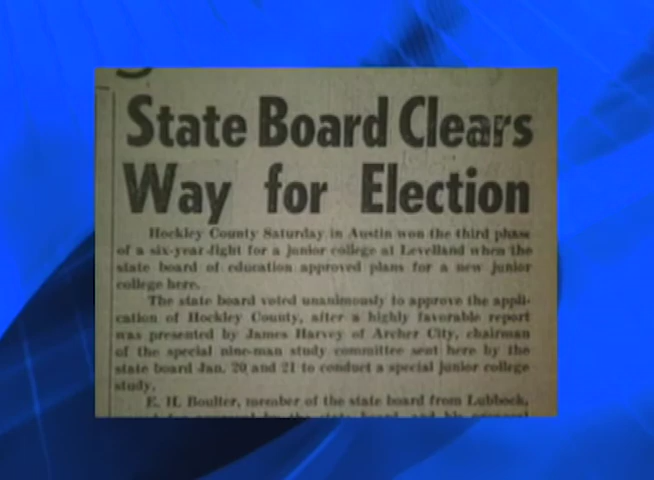 State Board Clears
Way for Election
Hockley County Saturday in Austin won the third phase
of a six-year-fight for a junior college at Levelland when the
state board of education approved plans for a new junior
college here.
The state board voted unanimously to approve the appli-
cation of Hockley County, after a highly favorable report
was presented by James Harvey of Archer City, chairman
of the special nine-man study committee sent here by the
state board Jan. 20 and 21 to conduct a special junior college
study.
E. H. Boulter, member of the state board from Lubbock,